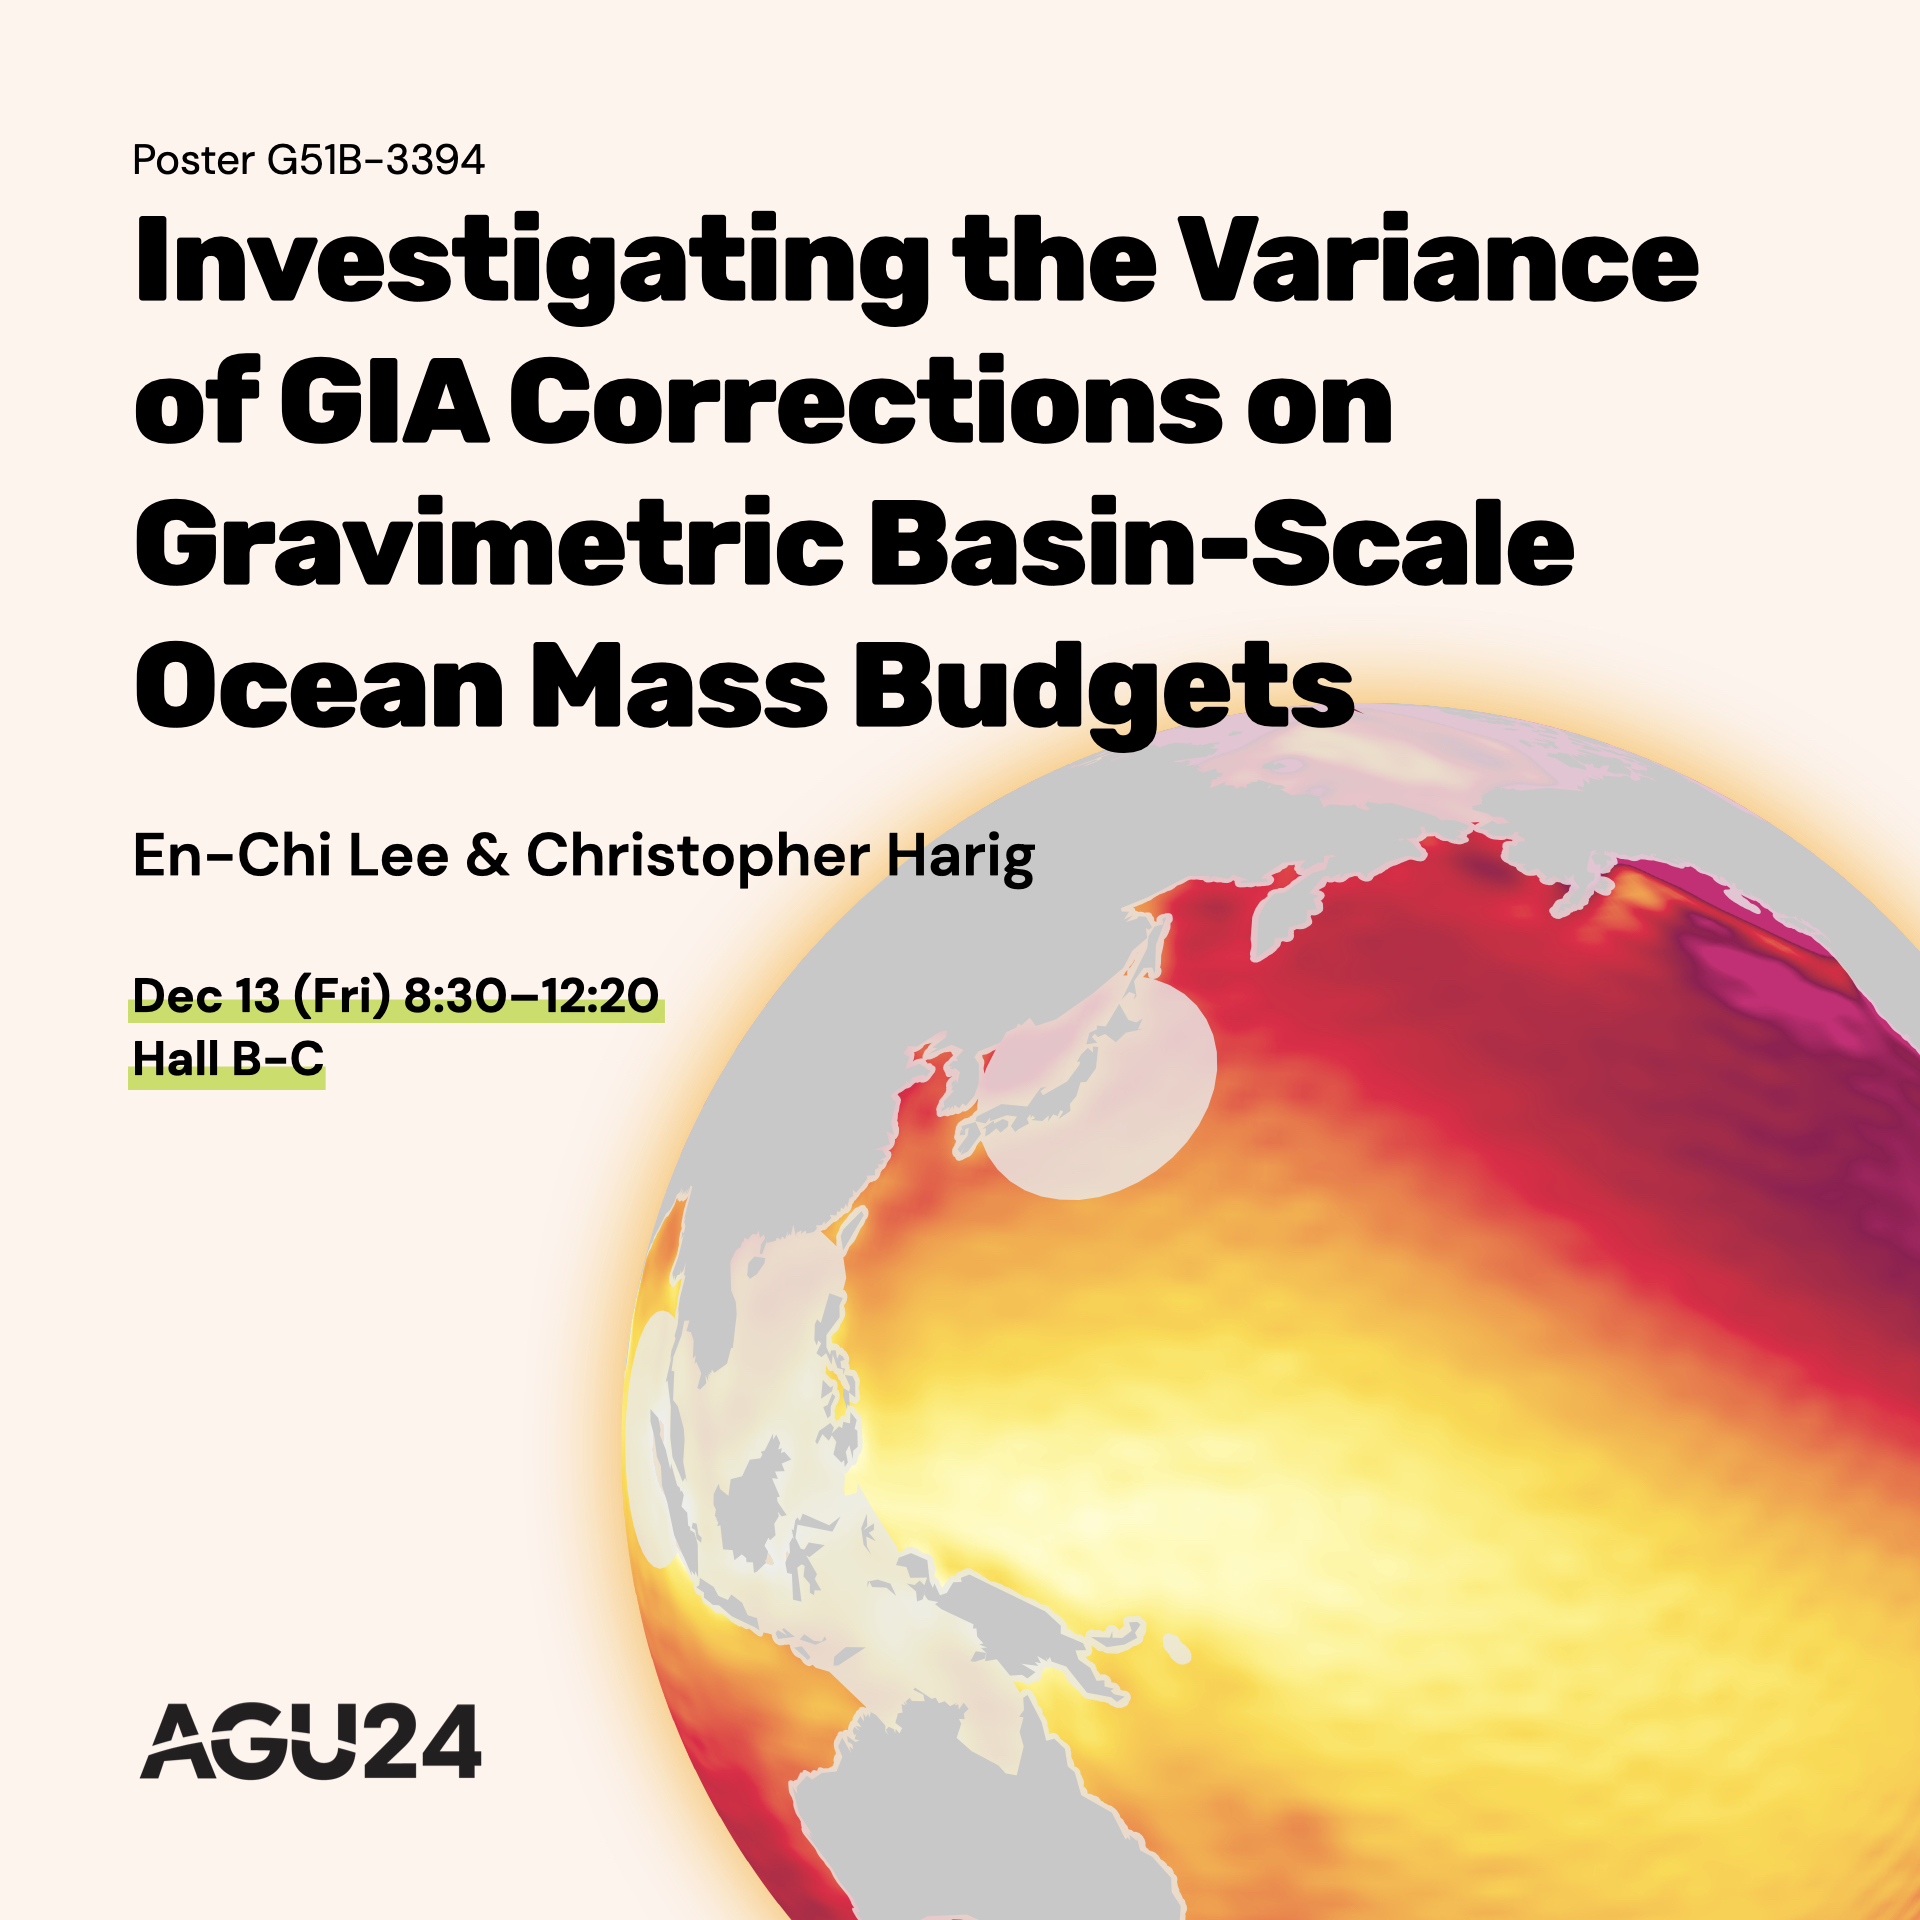 Poster G51B-3394
Investigating the Variance
of GIA Corrections on
Gravimetric Basin-Scale
Ocean Mass Budgets
En-Chi Lee & Christopher Harig
Dec 13 (Fri) 8:30–12:20
Hall B-C
AGU24